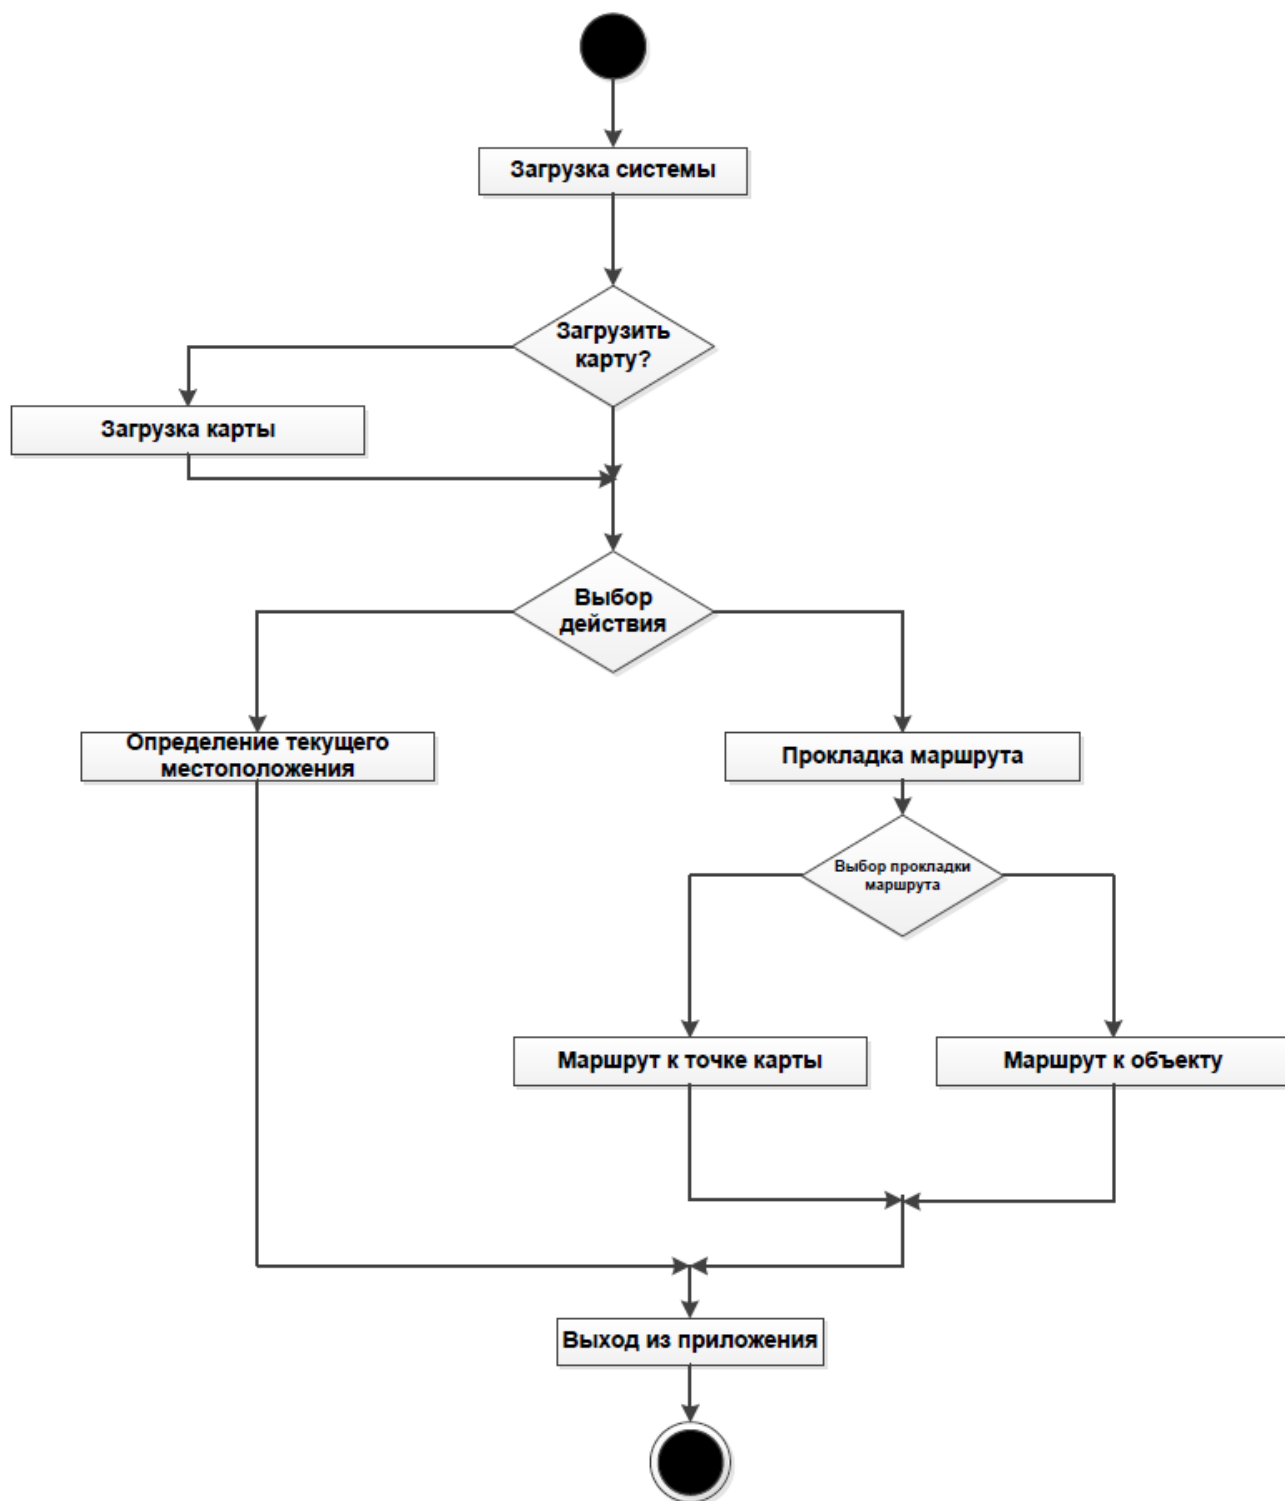 Загрузка системы
Загрузить
карту?
Загрузка карты
Выбор
действия
Определение текущего
местоположения
Прокладка маршрута
Выбор прокладки
маршрута
Маршрут к точке карты
Маршрут к объекту
Выход из приложения